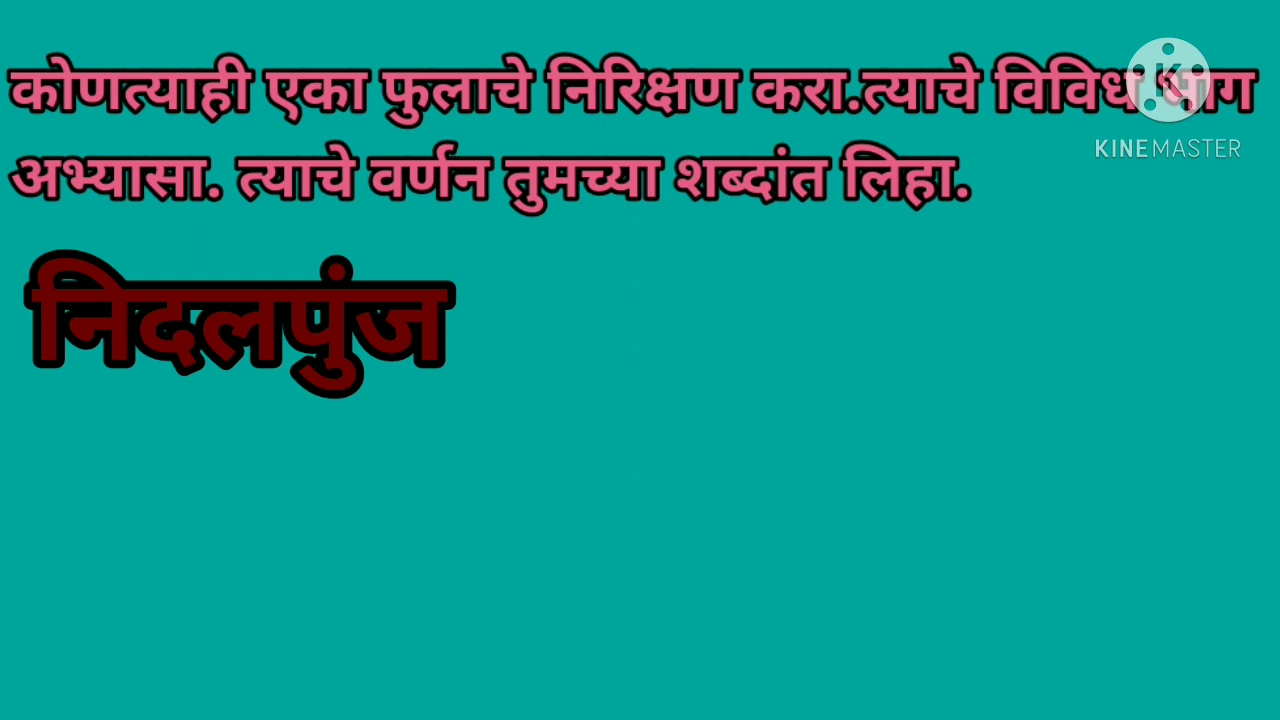 कोणत्याही एका फुलाचे निरिक्षण करा.त्याचे विविध भाग
अभ्यासा. त्याचे वर्णन तुमच्या शब्दांत लिहा.
निदलपुंज
KINEMASTER